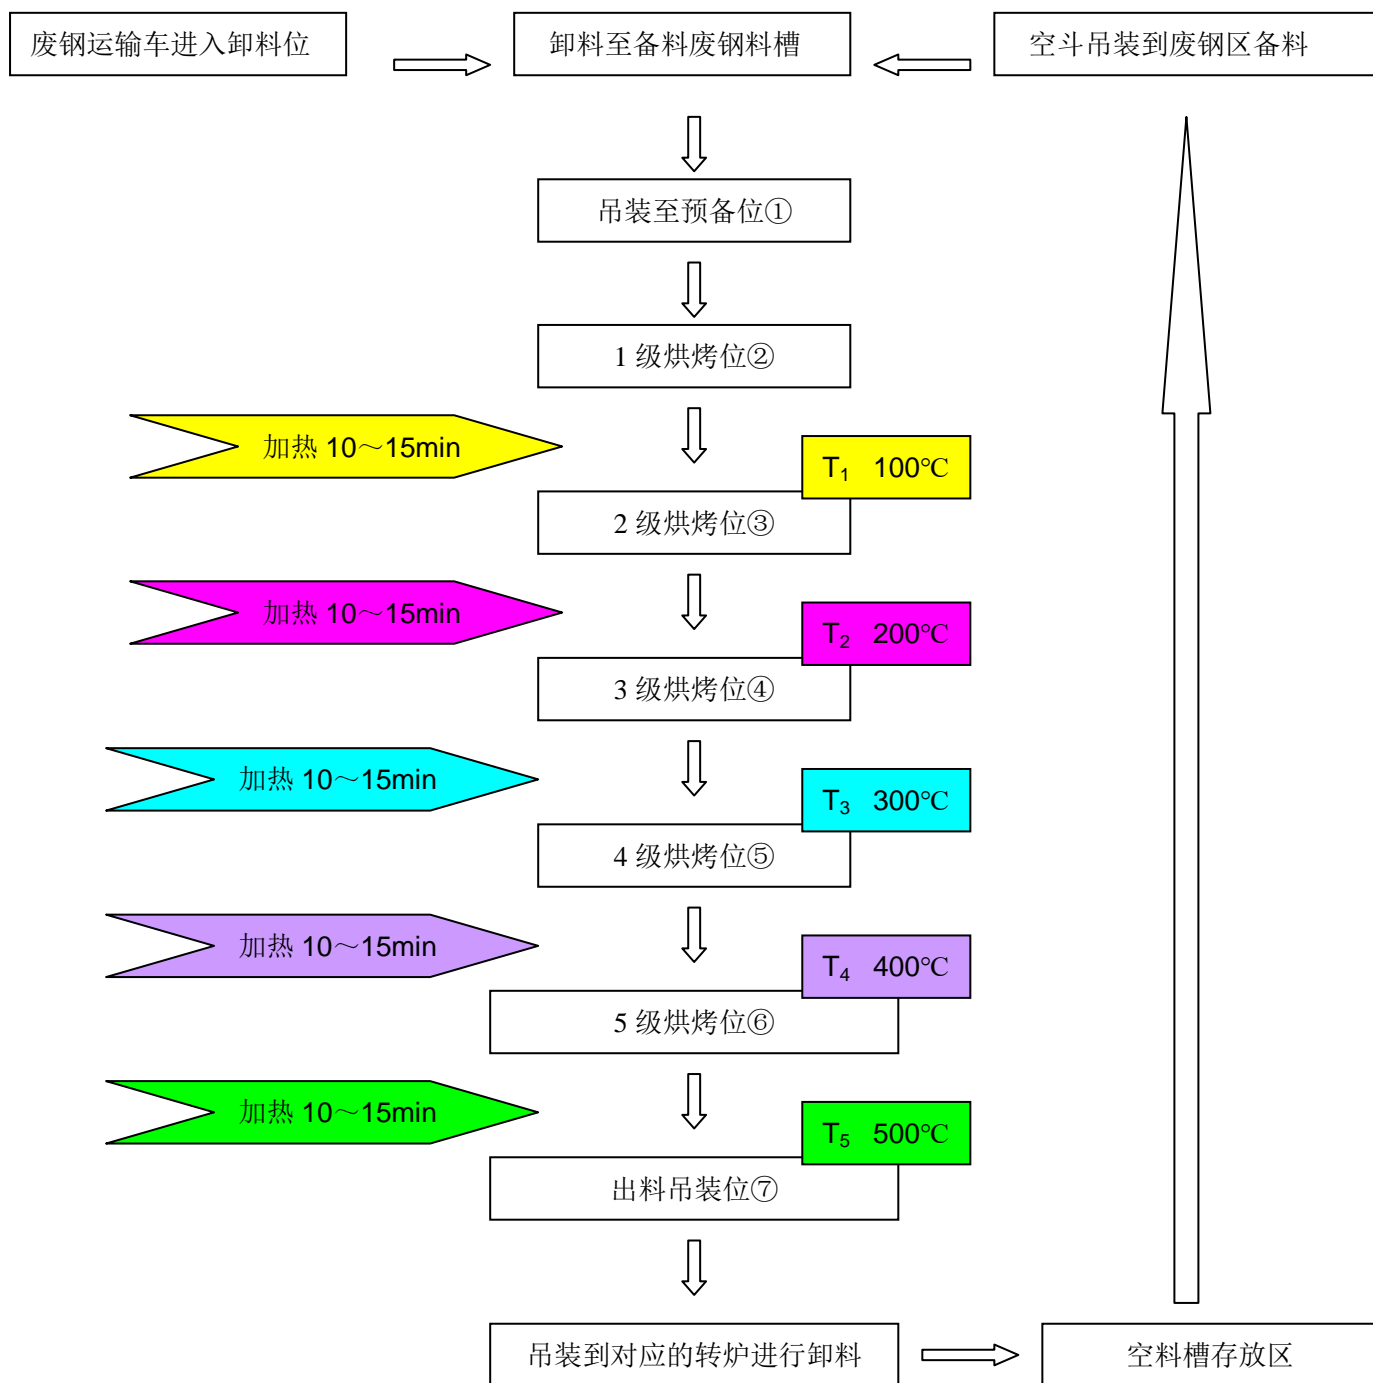 废钢运输车进入卸料位
卸料至备料废钢料槽
空斗吊装到废钢区备料
吊装至预备位①
1 级烘烤位②
加热 10～15min
T₁ 100℃
2 级烘烤位③
加热 10～15min
T₂ 200℃
3 级烘烤位④
加热 10～15min
T₃ 300℃
4 级烘烤位⑤
加热 10～15min
T₄ 400℃
5 级烘烤位⑥
加热 10～15min
T₅ 500℃
出料吊装位⑦
吊装到对应的转炉进行卸料
空料槽存放区